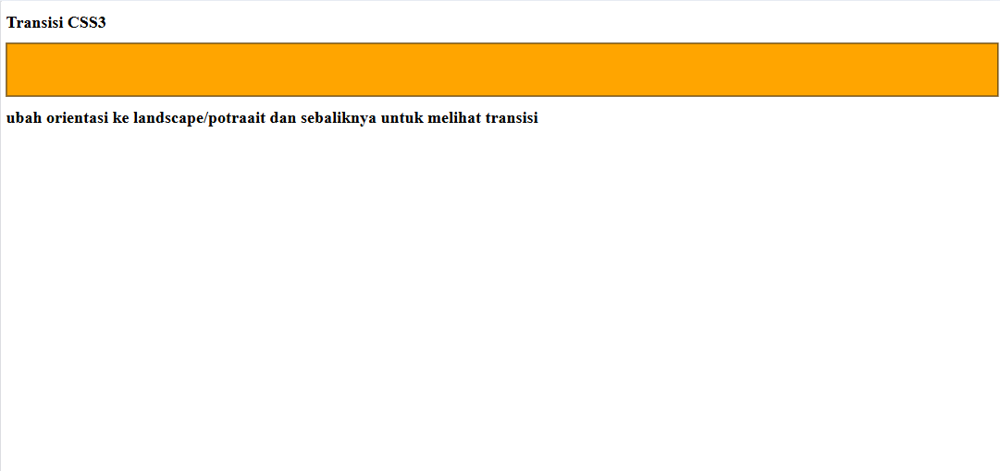 Transisi CSS3
ubah orientasi ke landscape/potraait dan sebaliknya untuk melihat transisi